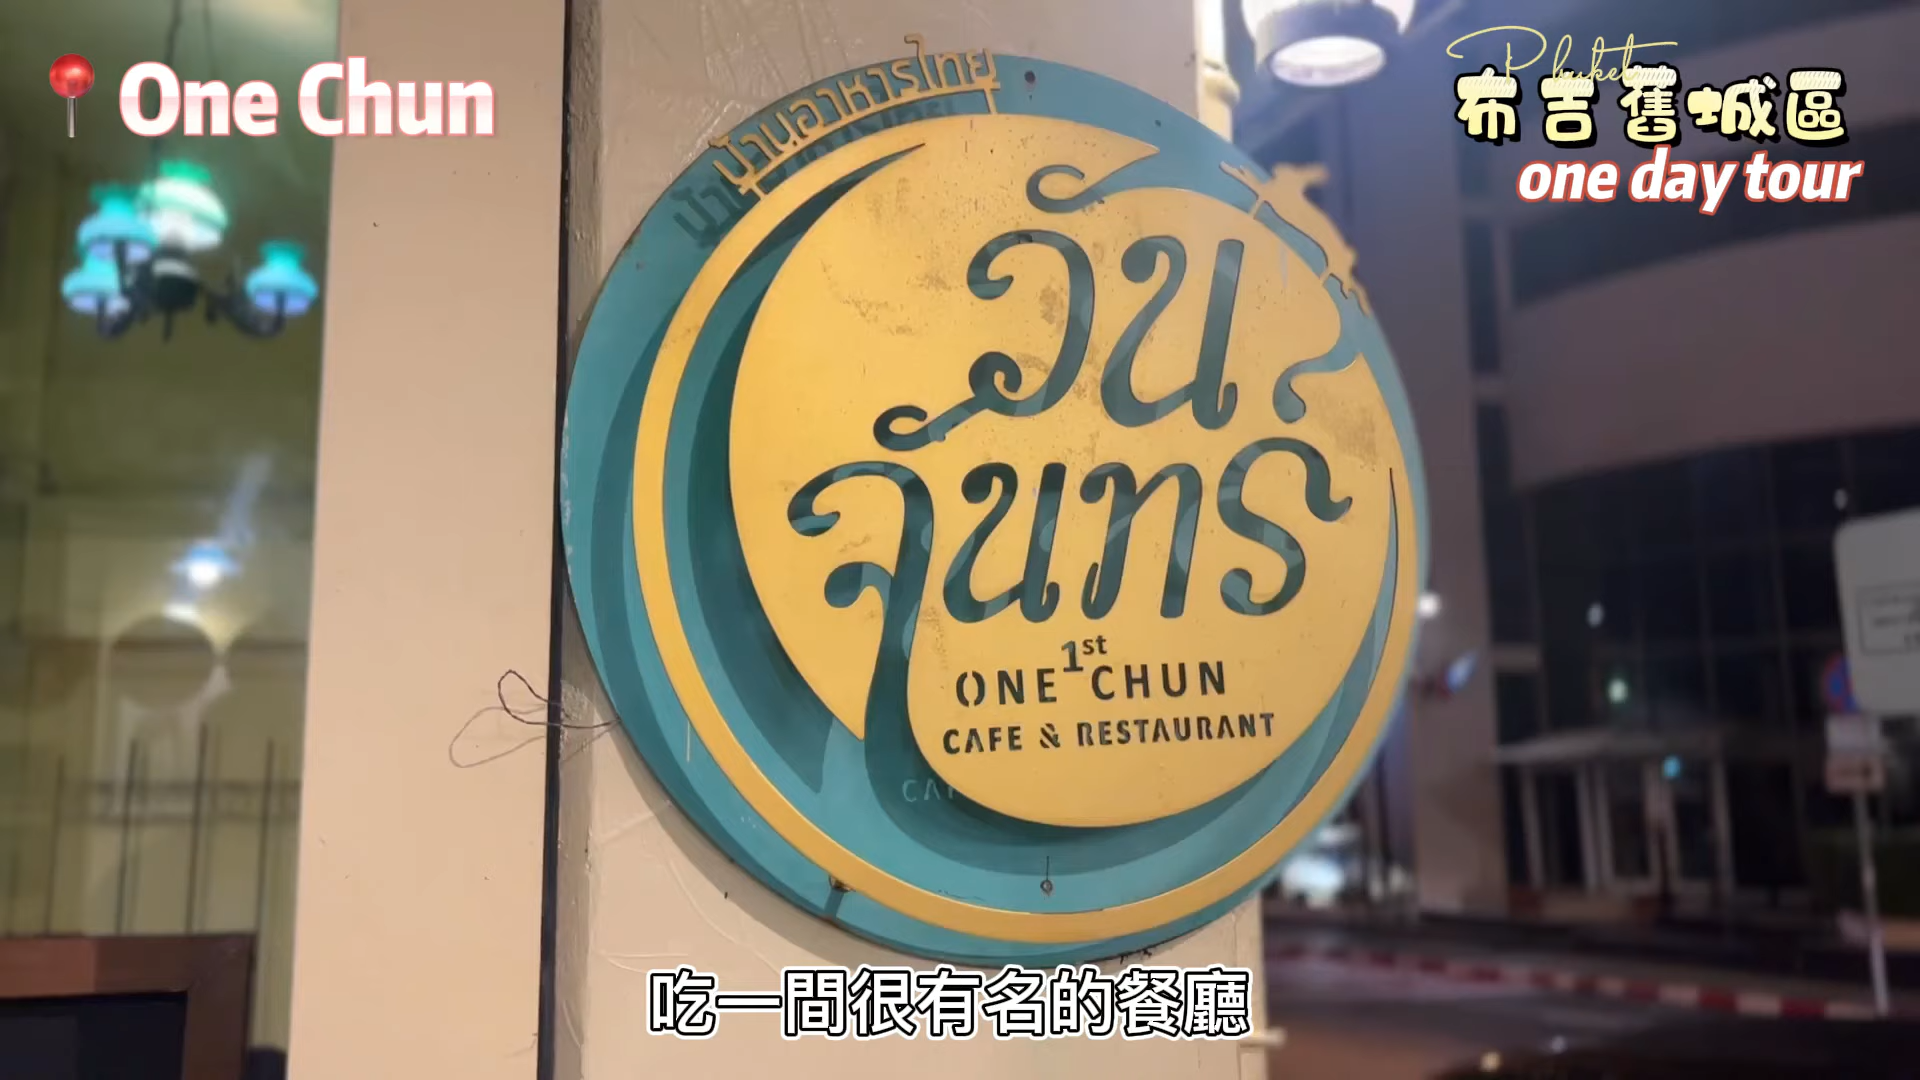 One Chun
Phuket
布吉舊城區
one day tour
บ้านอาหารไทย
วัน
จันทร์
1st
ONE CHUN
CAFE & RESTAURANT
吃一間很有名的餐廳